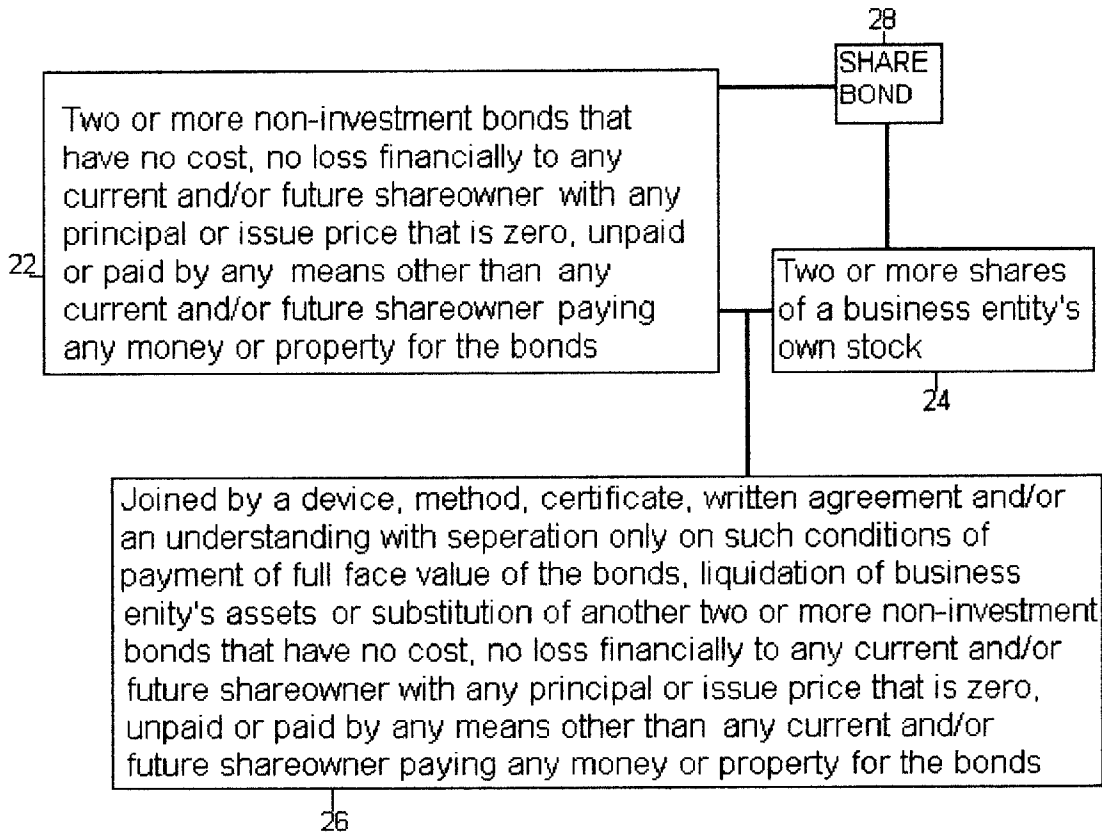 28
SHARE
BOND
Two or more non-investment bonds that
have no cost, no loss financially to any
current and/or future shareowner with any
principal or issue price that is zero, unpaid
or paid by any means other than any
current and/or future shareowner paying
any money or property for the bonds
22
Two or more shares
of a business entity's
own stock
24
Joined by a device, method, certificate, written agreement and/or
an understanding with seperation only on such conditions of
payment of full face value of the bonds, liquidation of business
enity's assets or substitution of another two or more non-investment
bonds that have no cost, no loss financially to any current and/or
future shareowner with any principal or issue price that is zero,
unpaid or paid by any means other than any current and/or
future shareowner paying any money or property for the bonds
26